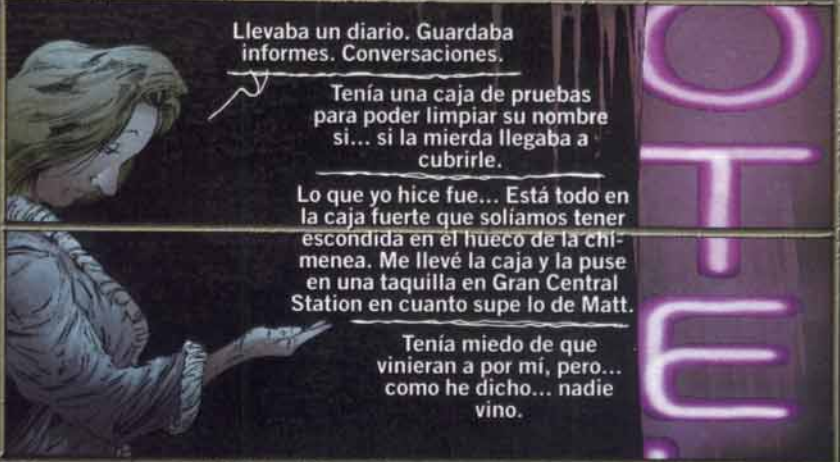 Llevaba un diario. Guardaba
informes. Conversaciones.
Tenía una caja de pruebas
para poder limpiar su nombre
si... si la mierda llegaba a
cubrirle.
Lo que yo hice fue... Está todo en
la caja fuerte que solíamos tener
escondida en el hueco de la chi-
menea. Me llevé la caja y la puse
en una taquilla en Gran Central
Station en cuanto supe lo de Matt.
Tenía miedo de que
vinieran a por mí, pero...
como he dicho... nadie
vino.
O
T
E